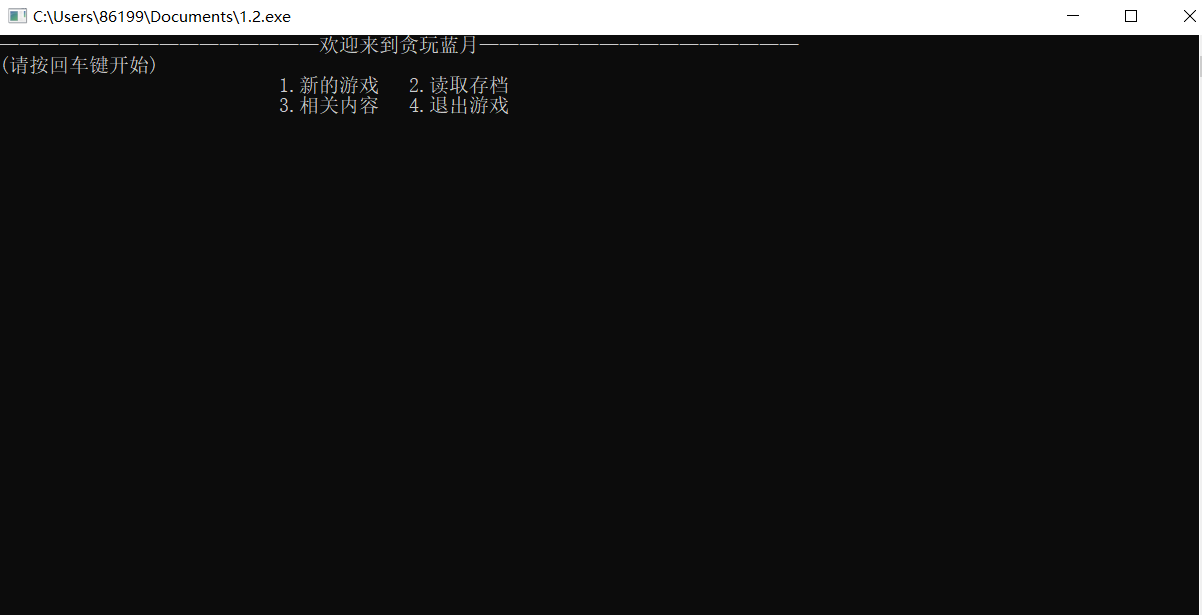 C:\Users\86199\Documents\1.2.exe
————————————————欢迎来到贪玩蓝月————————————————
(请按回车键开始)
1.新的游戏 2.读取存档
3.相关内容 4.退出游戏